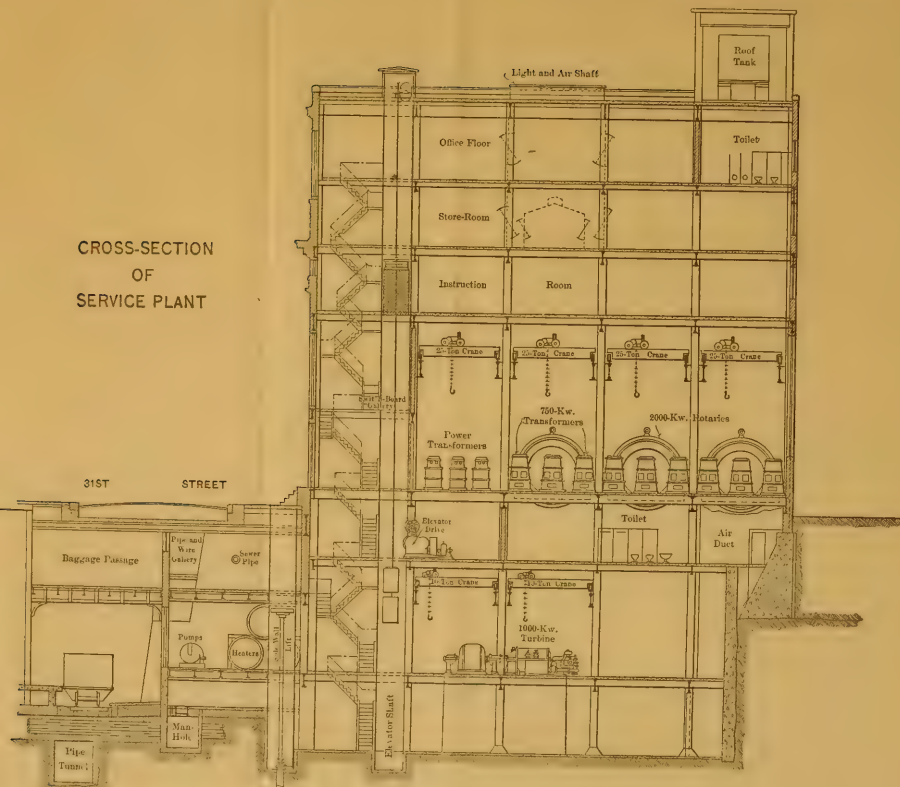 Roof
Tank
Light and Air Shaft
Office Floor
Toilet
Store-Room
CROSS-SECTION
OF
SERVICE PLANT
Instruction Room
25-Ton Crane
25-Ton Crane
25-Ton Crane
25-Ton Crane
Gallery
750-Kw.
Transformers
2000-Kw. Rotaries
Power
Transformers
31ST STREET
Elevator
Drive
Toilet
Air
Duct
Baggage Passage
Pipe and
Wire
Gallery
Sewer
Pipe
10-Ton Crane
Ton Crane
1000-Kw.
Turbine
Pumps
Heaters
Wall
Lift
Man-
Hole
Elevator Shaft
Pipe
Tunnel